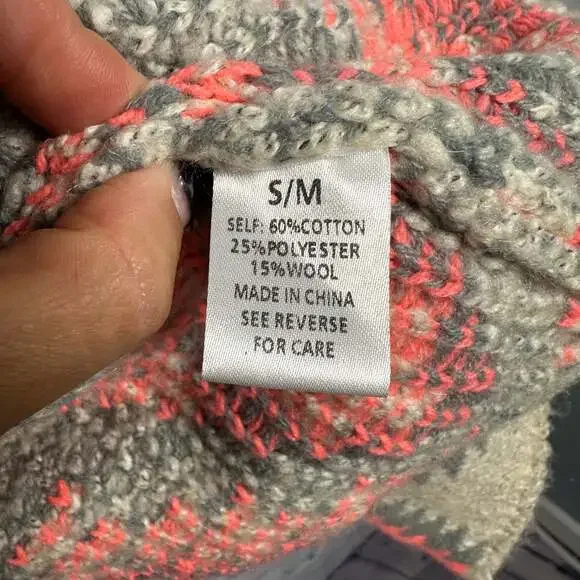 S/M
SELF: 60%COTTON
25%POLYESTER
15%WOOL
MADE IN CHINA
SEE REVERSE
FOR CARE